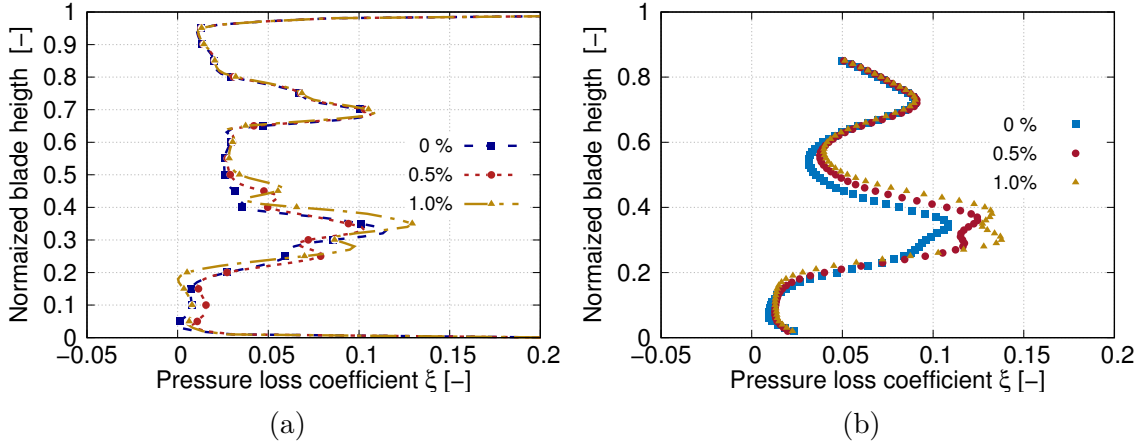 1
0.9
0.8
0.7
0.6
0.5
0.4
0.3
0.2
0.1
0
-0.05 0 0.05 0.1 0.15 0.2
Normaized blade heigth [-]
Pressure loss coefficient ξ [-]
0 %
0.5%
1.0%
(a)
1
0.8
0.6
0.4
0.2
0
-0.05 0 0.05 0.1 0.15 0.2
Normaized blade heigth [-]
Pressure loss coefficient ξ [-]
0 %
0.5%
1.0%
(b)